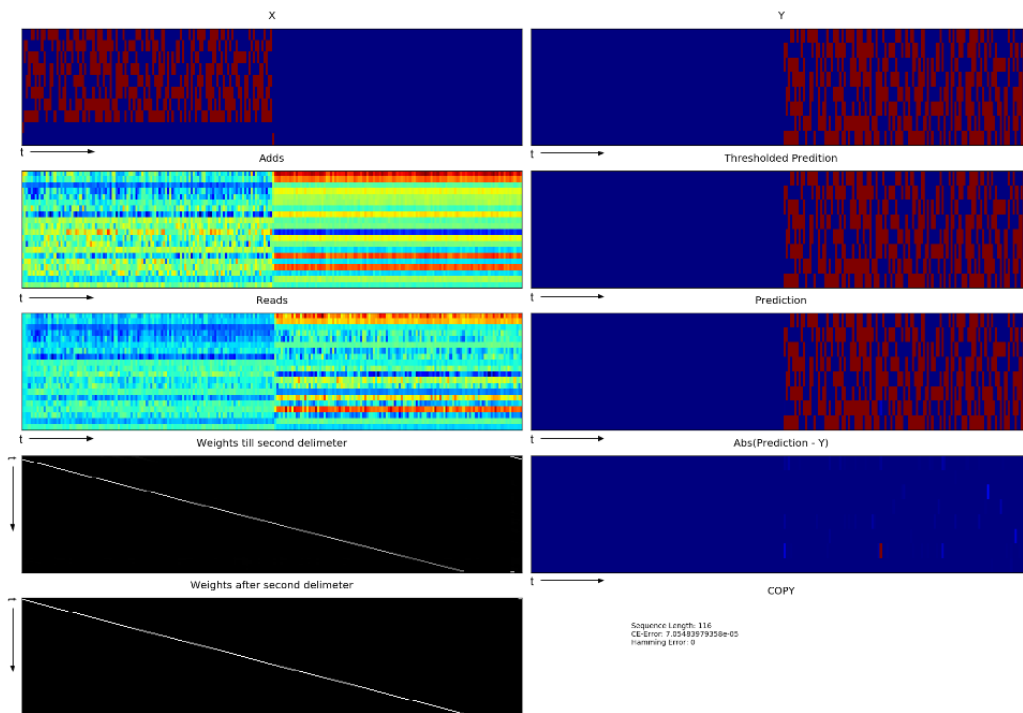 X
Y
t
Adds
t
Thresholded Predition
t
Reads
t
Prediction
t
Weights till second delimeter
t
Abs(Prediction - Y)
t
Weights after second delimeter
t
COPY
t
Sequence Length: 116
CE-Error: 7.05483979358e-05
Hamming Error: 0